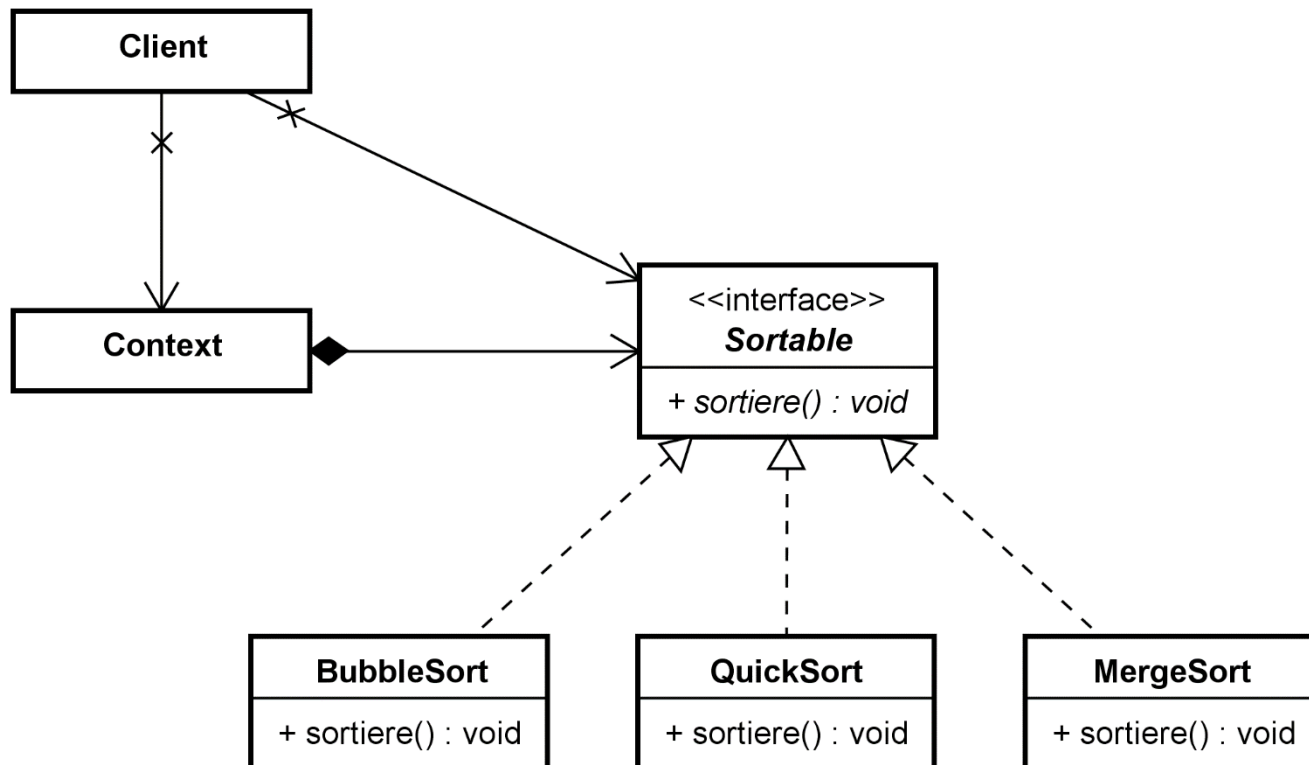 Client
Context
<<interface>>
Sortable
+ sortiere() : void
BubbleSort
+ sortiere() : void
QuickSort
+ sortiere() : void
MergeSort
+ sortiere() : void